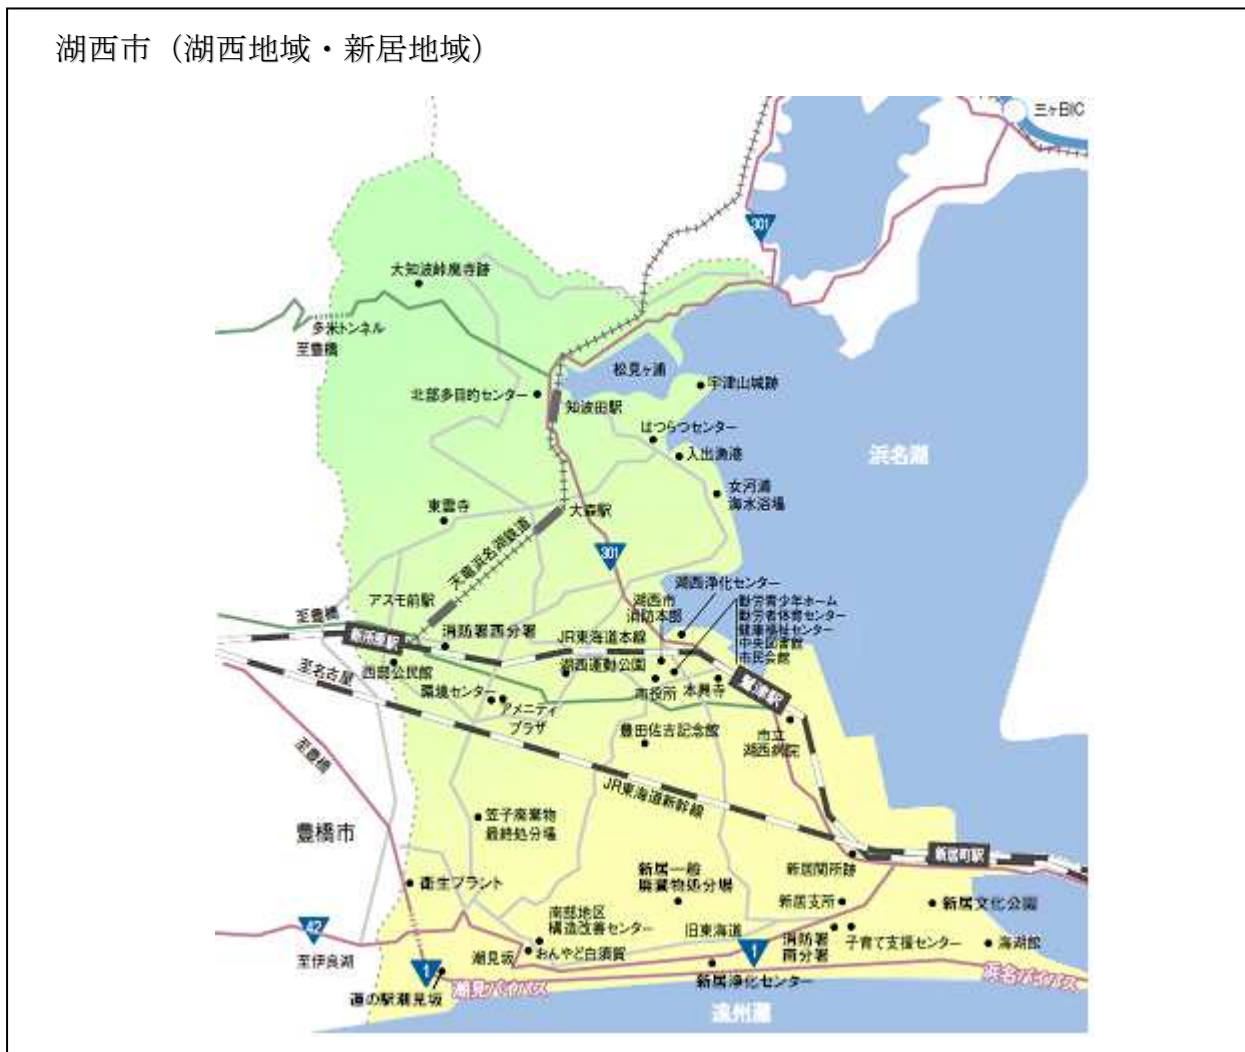 湖西市（湖西地域・新居地域）
三ヶ日IC
301
大知波峠廃寺跡
多米トンネル
至豊橋
松見ヶ浦
宇津山城跡
北部多目的センター
知波田駅
はつらつセンター
入出漁港
浜名湖
女河浦
海水浴場
東雲寺
大森駅
天竜浜名湖鉄道
301
アスモ前駅
湖西浄化センター
湖西市
消防本部
勤労青少年ホーム
勤労者体育センター
健康福祉センター
中央図書館
市民会館
至豊橋
新所原駅
消防署西分署
JR東海道本線
西部公民館
湖西運動公園
至名古屋
環境センター
アメニティ
プラザ
市役所
本興寺
鷲津駅
豊田佐吉記念館
市立
湖西病院
至豊橋
JR東海道新幹線
豊橋市
笠子廃棄物
最終処分場
新居町駅
新居関所跡
新居一般
廃棄物処分場
衛生プラント
新居支所
新居文化公園
南部地区
構造改善センター
旧東海道
消防署
南分署
子育て支援センター
海湖館
42
至伊良湖
潮見坂
おんやど白須賀
1
1
新居浄化センター
道の駅潮見坂
潮見バイパス
浜名バイパス
遠州灘